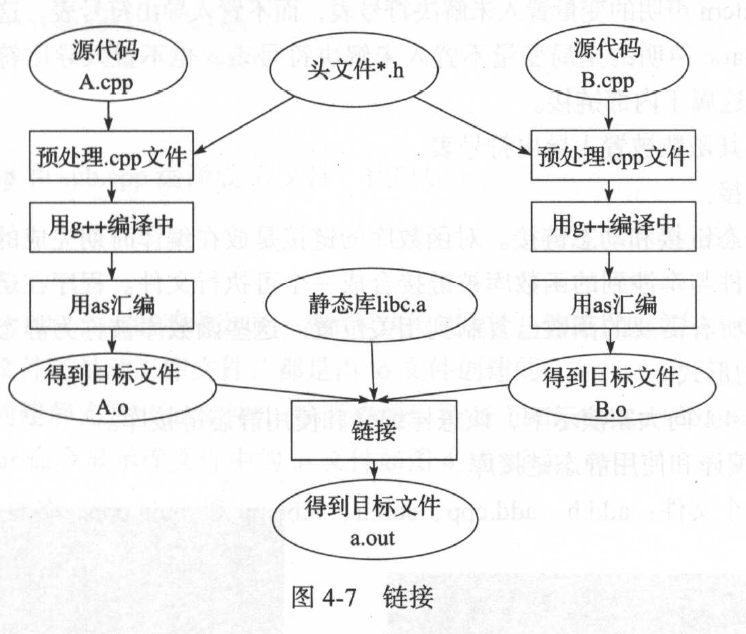 源代码
A.cpp
头文件*.h
源代码
B.cpp
预处理.cpp文件
预处理.cpp文件
用g++编译中
用g++编译中
用as汇编
静态库libc.a
用as汇编
得到目标文件
A.o
得到目标文件
B.o
链接
得到目标文件
a.out
图 4-7 链接